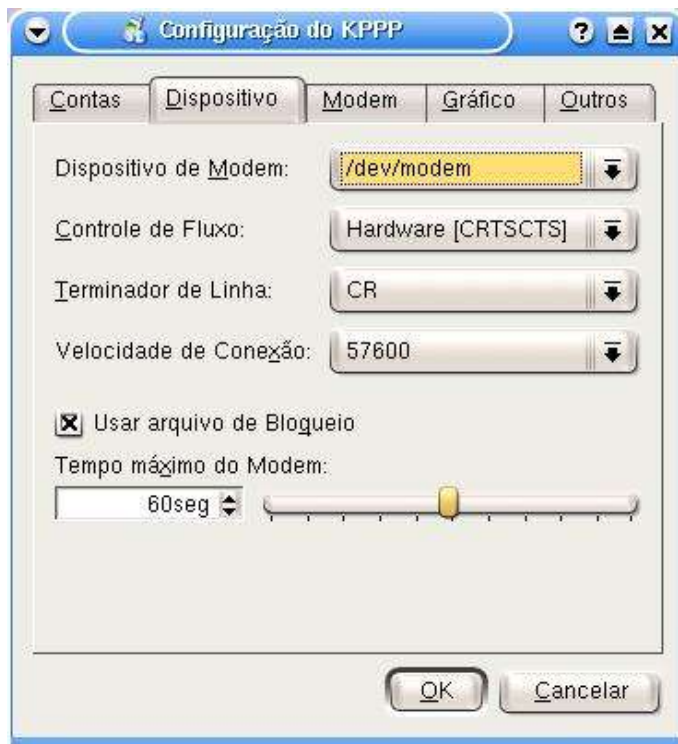 Configuração do KPPP
Contas Dispositivo Modem Gráfico Outros
Dispositivo de Modem: /dev/modem
Controle de Fluxo: Hardware [CRTSCTS]
Terminador de Linha: CR
Velocidade de Conexão: 57600
Usar arquivo de Bloqueio
Tempo máximo do Modem:
60seg
OK Cancelar